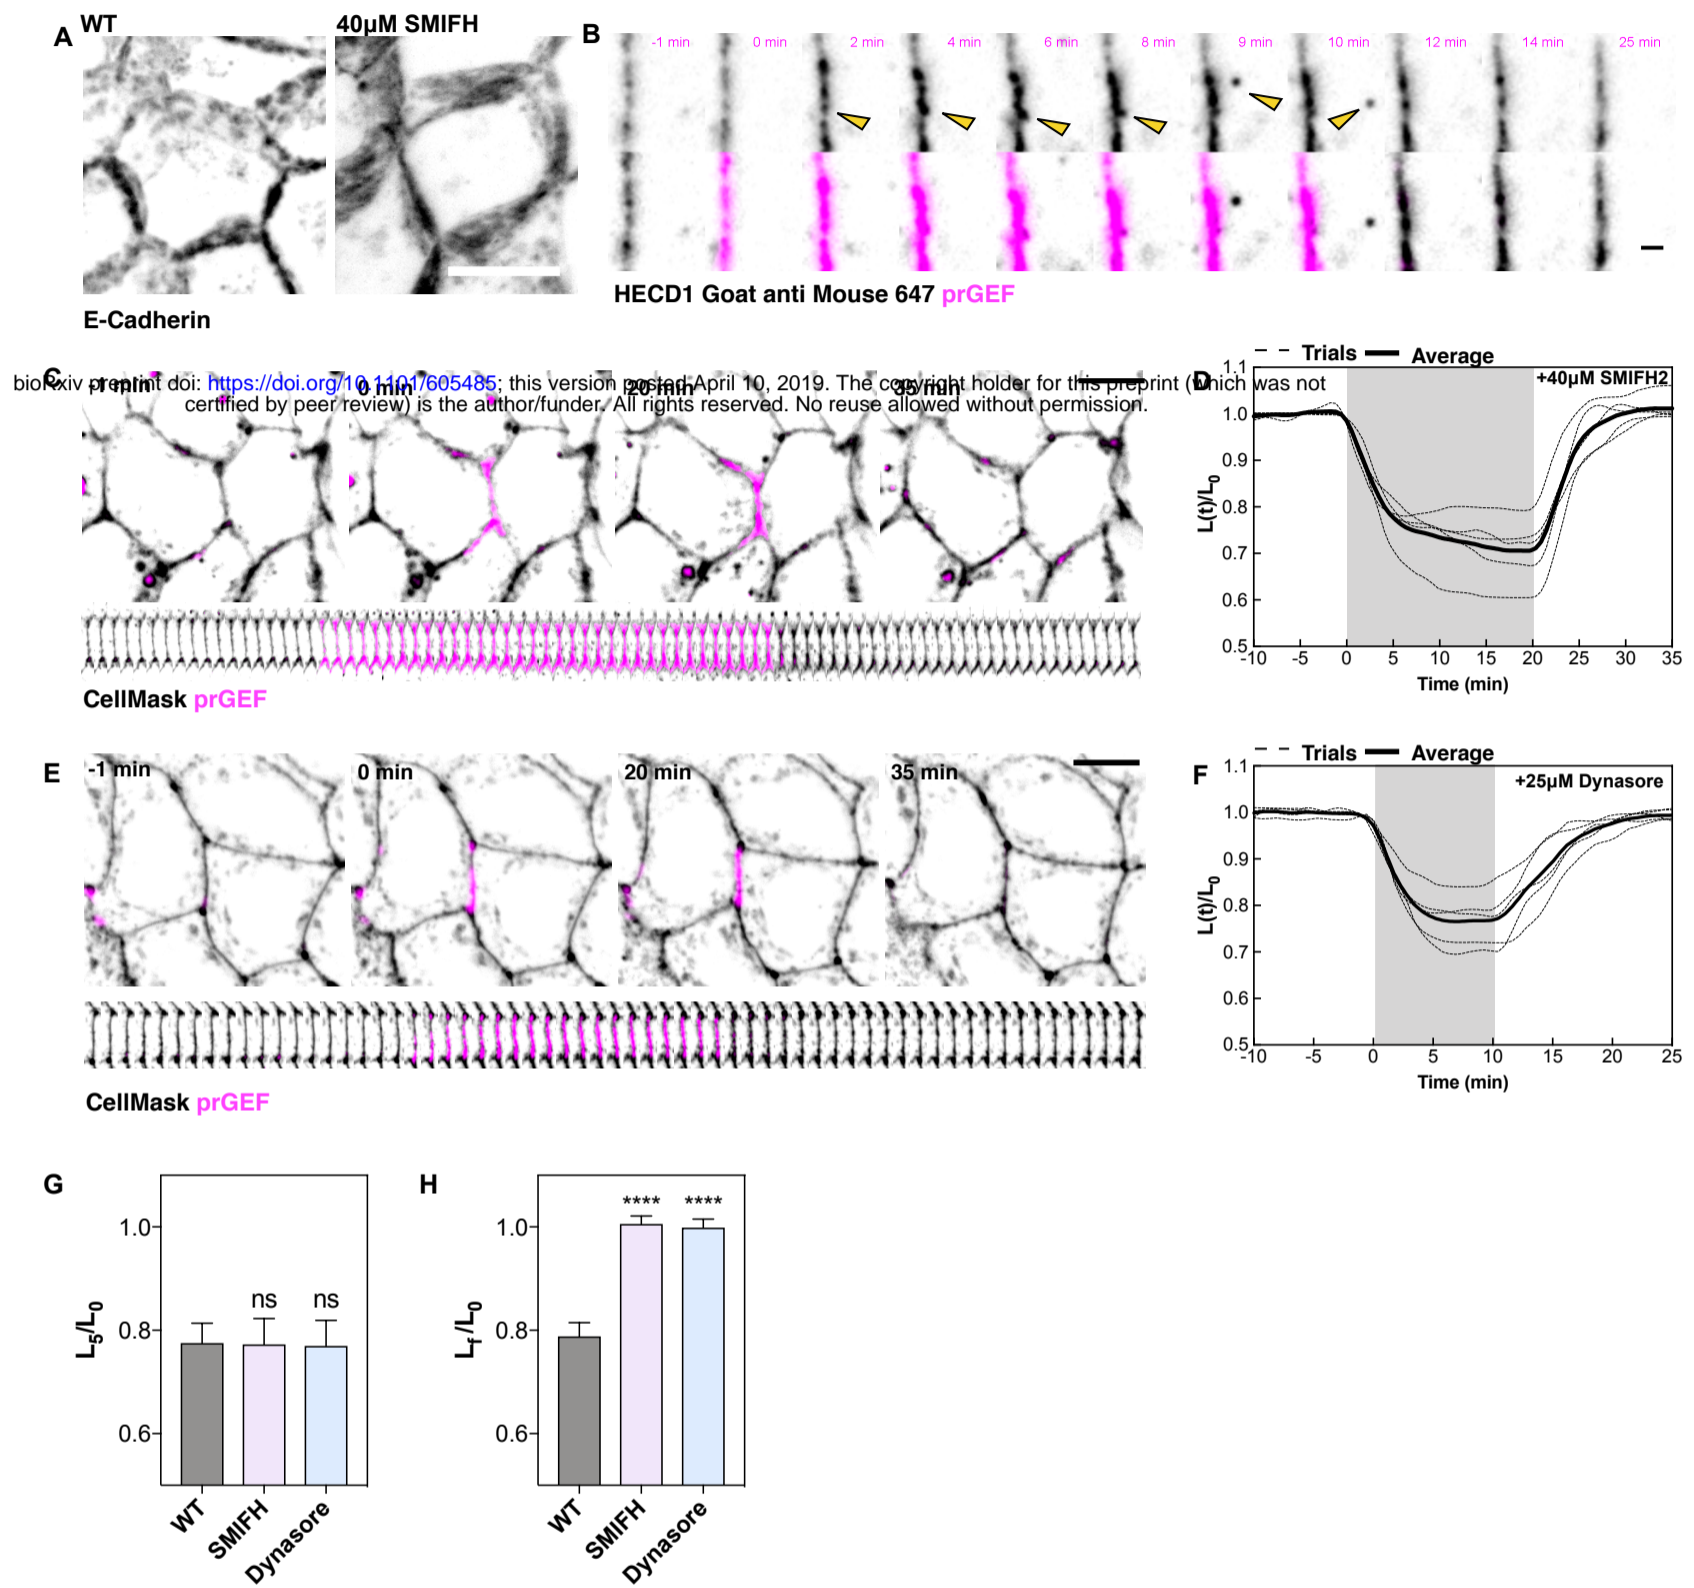 A WT 40μM SMIFH
B -1 min 0 min 2 min 4 min 6 min 8 min 9 min 10 min 12 min 14 min 25 min
E-Cadherin
HECD1 Goat anti Mouse 647 prGEF
C -1 min 0 min 20 min 35 min
bioRxiv preprint doi: https://doi.org/10.1101/605485; this version posted April 10, 2019. The copyright holder for this preprint (which was not
certified by peer review) is the author/funder. All rights reserved. No reuse allowed without permission.
CellMask prGEF
D Trials Average
+40μM SMIFH2
1.1
1.0
0.9
0.8
0.7
0.6
0.5
L(t)/L0
-10 -5 0 5 10 15 20 25 30 35
Time (min)
E -1 min 0 min 20 min 35 min
CellMask prGEF
F Trials Average
+25μM Dynasore
1.1
1.0
0.9
0.8
0.7
0.6
0.5
L(t)/L0
-10 -5 0 5 10 15 20 25
Time (min)
G
1.0
0.8
0.6
L5/L0
ns ns
WT SMIFH Dynasore
H
1.0
0.8
0.6
Lf/L0
**** ****
WT SMIFH Dynasore